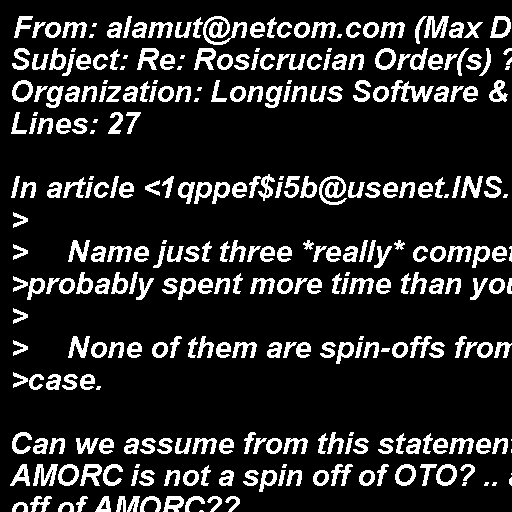 From: alamut@netcom.com (Max D
Subject: Re: Rosicrucian Order(s) ?
Organization: Longinus Software &
Lines: 27

In article <1qppef$i5b@usenet.INS.
>
>     Name just three *really* compet
>probably spent more time than you
>
>     None of them are spin-offs from
>case.

Can we assume from this statement
AMORC is not a spin off of OTO? ..
off of AMORC??